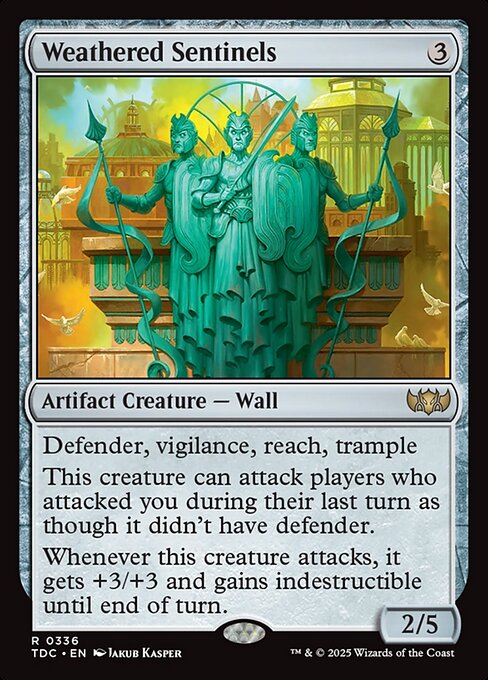 Weathered Sentinels 3
Artifact Creature — Wall
Defender, vigilance, reach, trample
This creature can attack players who
attacked you during their last turn as
though it didn't have defender.
Whenever this creature attacks, it
gets +3/+3 and gains indestructible
until end of turn.
2/5
R 0336
TDC • EN Jakub Kasper
™ & © 2025 Wizards of the Coast